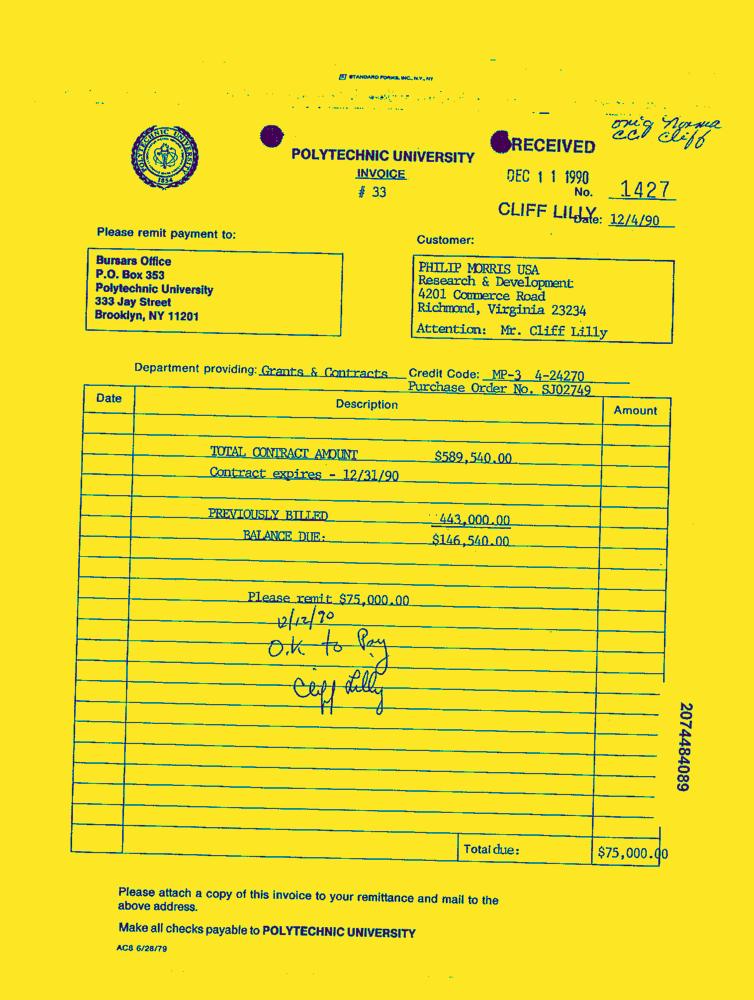 STANDARD FORMS, INC., N.Y., NY
orig Norma
cc Cliff
POLYTECHNIC UNIVERSITY
1854
POLYTECHNIC UNIVERSITY
INVOICE
# 33
RECEIVED
DEC 11 1990
No. 1427
CLIFF LILLY
Date: 12/4/90
Please remit payment to:
Bursars Office
P.O. Box 353
Polytechnic University
333 Jay Street
Brooklyn, NY 11201
Customer:
PHILIP MORRIS USA
Research & Development
4201 Commerce Road
Richmond, Virginia 23234
Attention: Mr. Cliff Lilly
Department providing: Grants & Contracts Credit Code: MP-3 4-24270
Purchase Order No. SJ02749
Date Description Amount
TOTAL CONTRACT AMOUNT $589,540.00
Contract expires - 12/31/90
PREVIOUSLY BILLED 443,000.00
BALANCE DUE: $146,540.00
Please remit $75,000.00
12/12/90
O.K to Pay
Cliff Lilly
2074484089
Total due: $75,000.00
Please attach a copy of this invoice to your remittance and mail to the
above address.
Make all checks payable to POLYTECHNIC UNIVERSITY
ACS 6/28/79